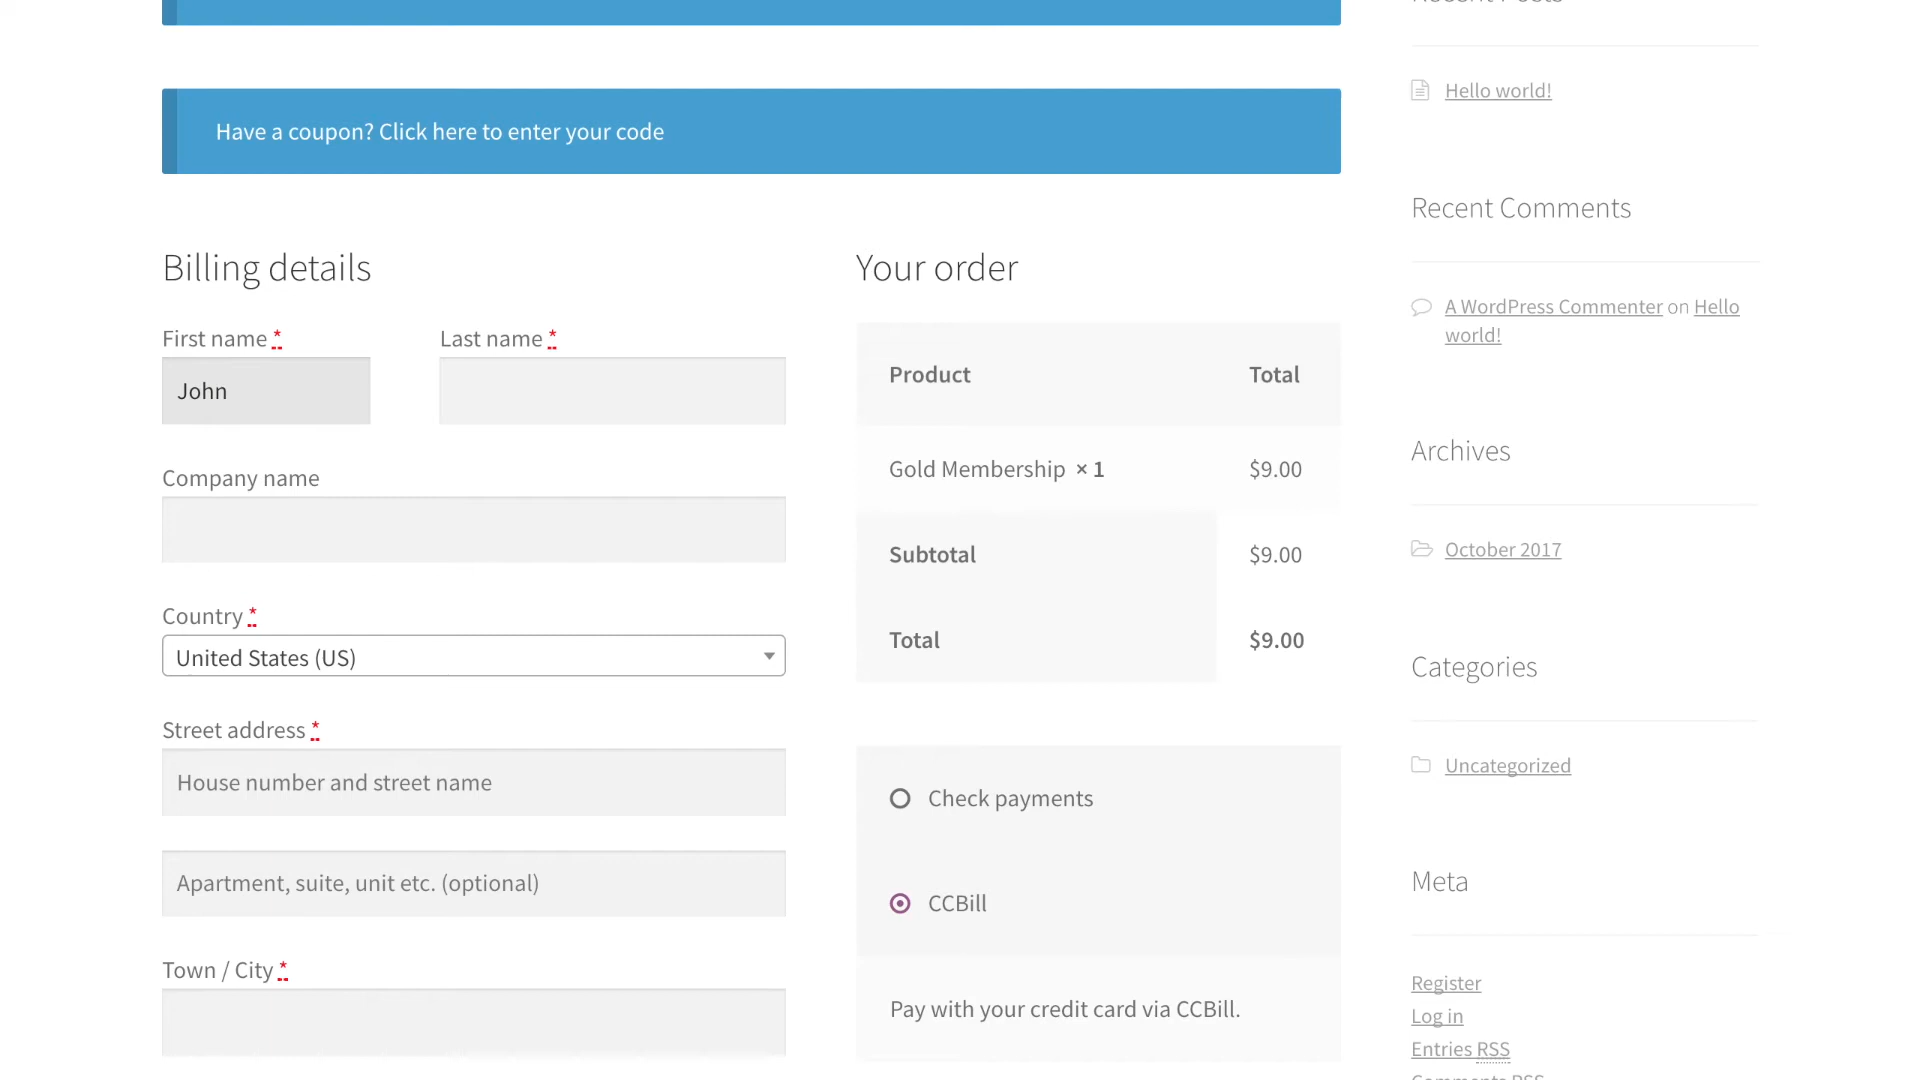 Have a coupon? Click here to enter your code
Billing details
First name *
Last name *
John
Company name
Country *
United States (US)
Street address *
House number and street name
Apartment, suite, unit etc. (optional)
Town / City *
Your order
Product Total
Gold Membership × 1 $9.00
Subtotal $9.00
Total $9.00
Check payments
CCBill
Pay with your credit card via CCBill.
Recent Posts
Hello world!
Recent Comments
A WordPress Commenter on Hello
world!
Archives
October 2017
Categories
Uncategorized
Meta
Register
Log in
Entries RSS
Comments RSS